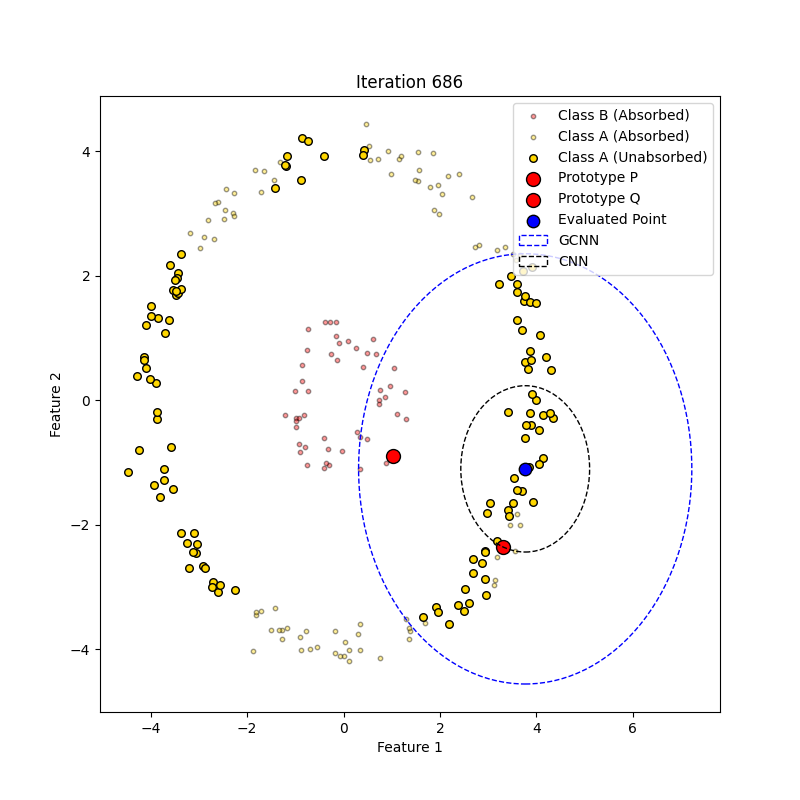 Iteration 686
Class B (Absorbed)
Class A (Absorbed)
Class A (Unabsorbed)
Prototype P
Prototype Q
Evaluated Point
GCNN
CNN
4
2
0
−2
−4
Feature 2
−4
−2
0
2
4
6
Feature 1